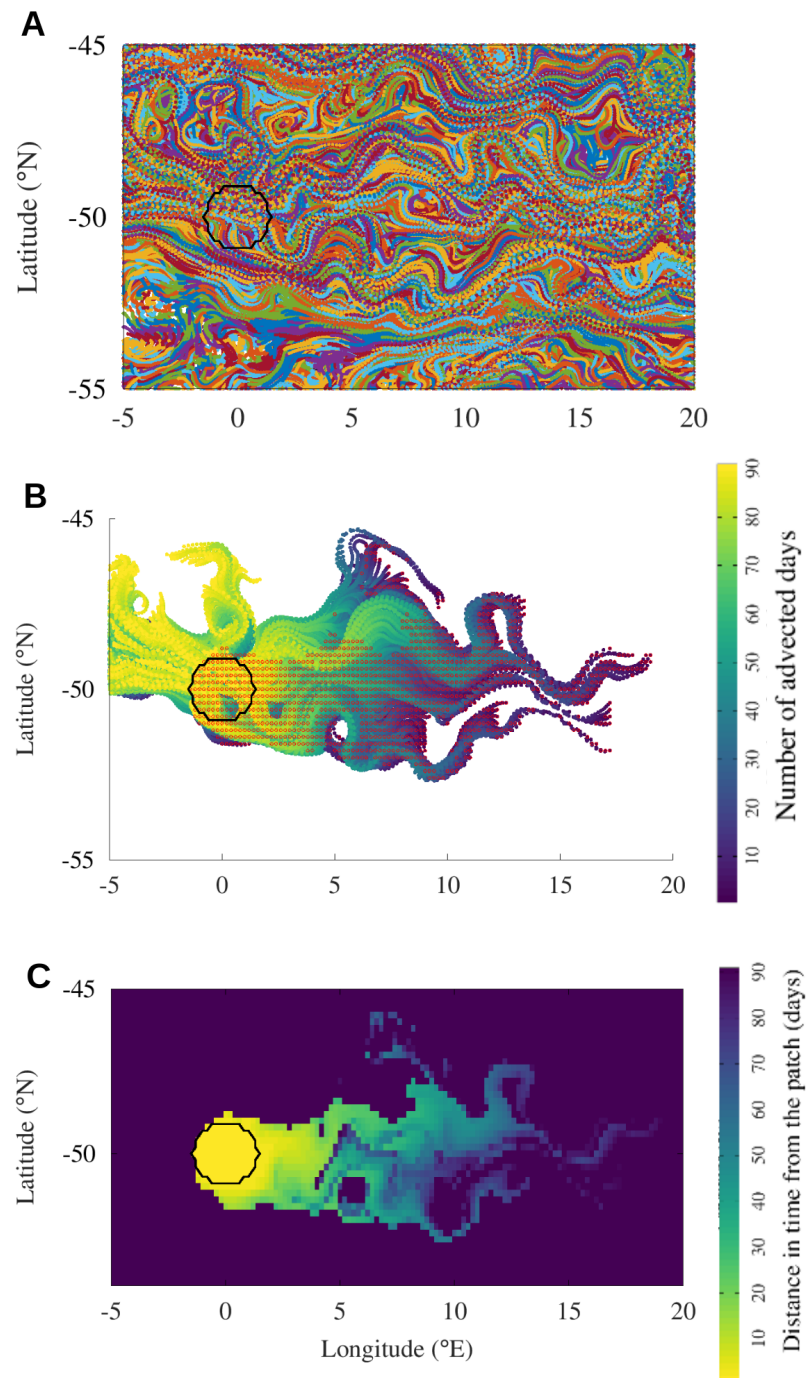 A
-45
-50
-55
Latitude (°N)
-5 0 5 10 15 20
B
-45
-50
-55
Latitude (°N)
-5 0 5 10 15 20
90
80
70
60
50
40
30
20
10
Number of advected days
C
-45
-50
Latitude (°N)
-5 0 5 10 15 20
Longitude (°E)
90
80
70
60
50
40
30
20
10
Distance in time from the patch (days)